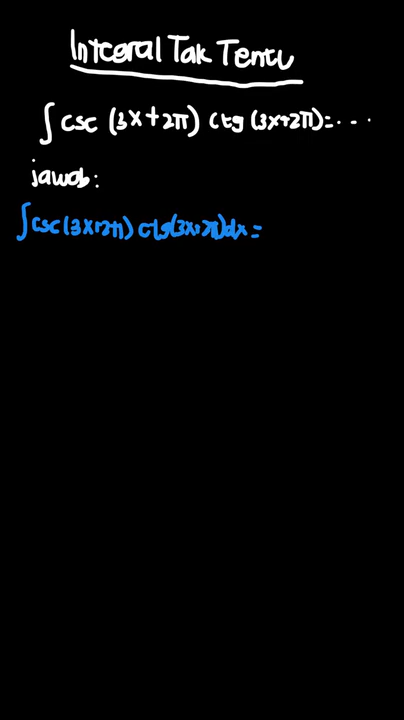 Integral Tak Tentu
∫ csc (3x+2π) ctg (3x+2π)=...
jawab:
∫csc(3x+2π) ctg(3x+2π)dx=